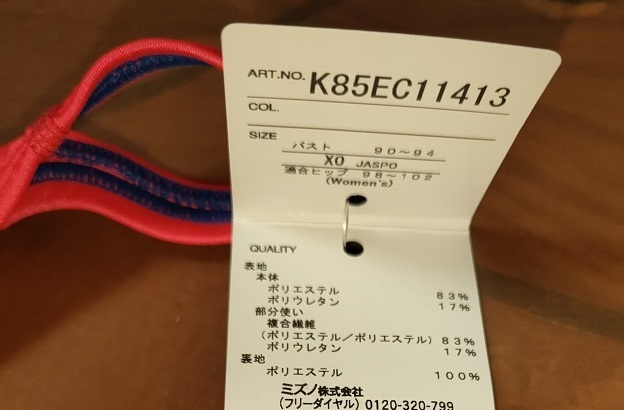 ART.NO. K85EC11413
COL.
SIZE
バスト 90~94
XO JASPO
適合ヒップ 98~102
(Women's)
QUALITY
表地
本体
ポリエステル 83%
ポリウレタン 17%
部分使い
複合繊維
(ポリエステル/ポリエステル) 83%
ポリウレタン 17%
裏地
ポリエステル 100%
ミズノ株式会社
(フリーダイヤル) 0120-320-799